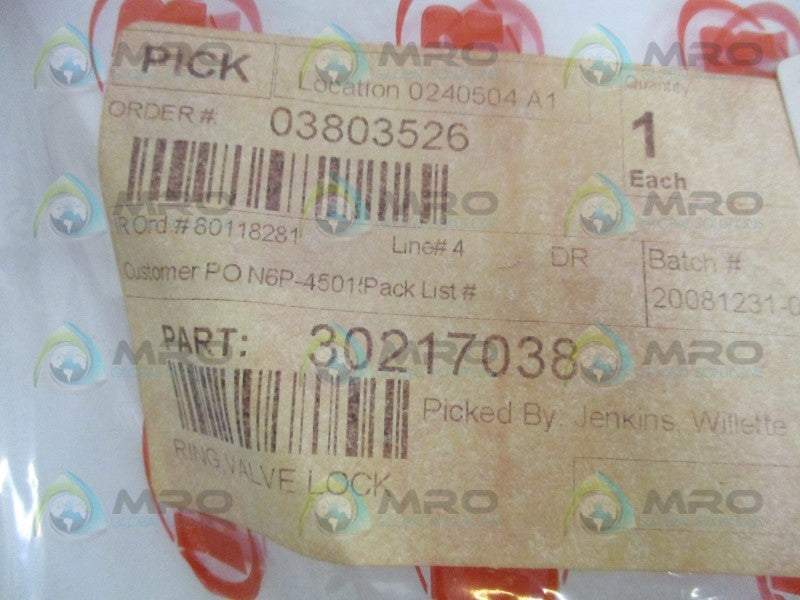 PICK
Location 0240504 A1
Quantity
1
Each
ORDER #
03803526
R Ord # 80118281
Line# 4
DR
Batch #
20081231-0
Customer PO N6P-4501
Pack List #
PART: 30217038
Picked By: Jenkins, Willette
RING,VALVE LOCK
MRO